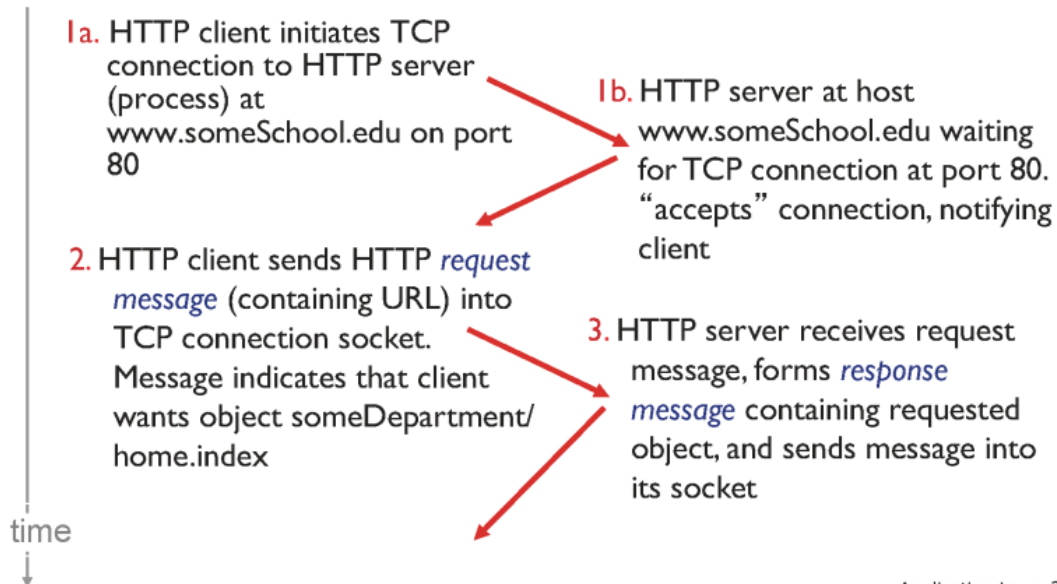 1a. HTTP client initiates TCP
connection to HTTP server
(process) at
www.someSchool.edu on port
80
1b. HTTP server at host
www.someSchool.edu waiting
for TCP connection at port 80.
“accepts” connection, notifying
client
2. HTTP client sends HTTP request
message (containing URL) into
TCP connection socket.
Message indicates that client
wants object someDepartment/
home.index
3. HTTP server receives request
message, forms response
message containing requested
object, and sends message into
its socket
time